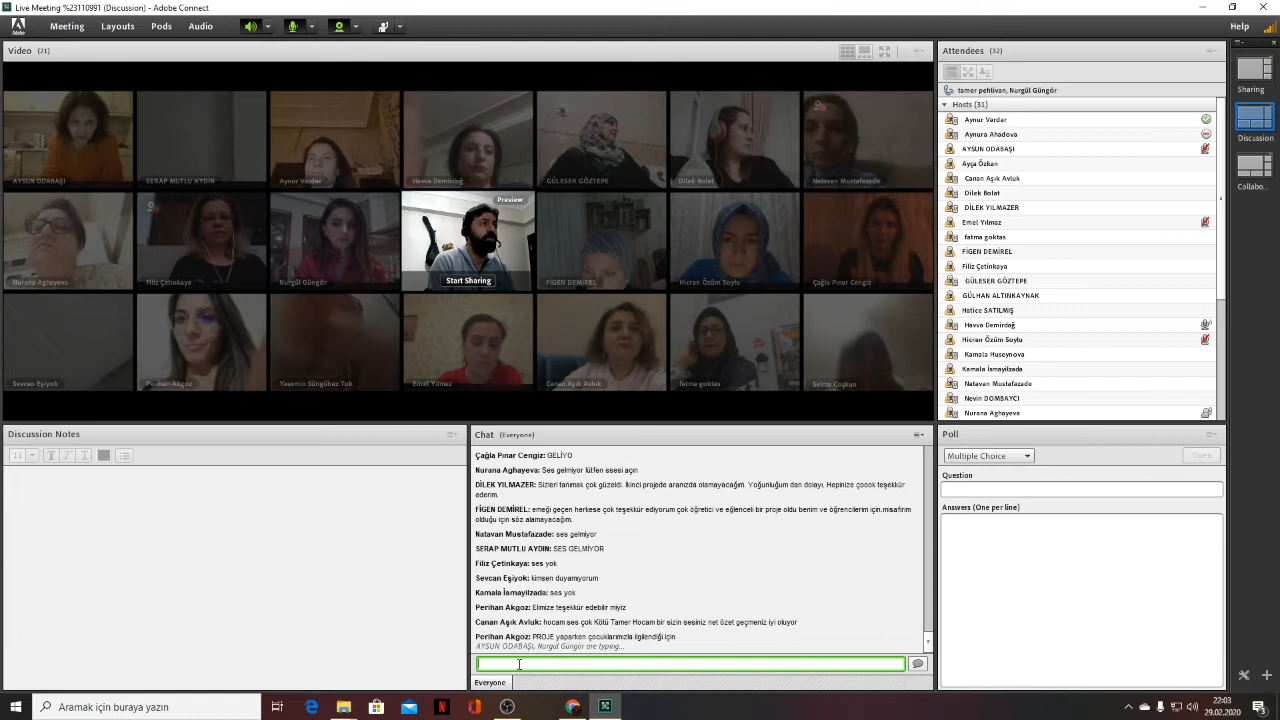 Live Meeting %23110991 (Discussion) - Adobe Connect
Meeting Layouts Pods Audio Help
Video (21)
AYSUN ODABAŞI SERAP MUTLU AYDIN Aynur Vardar Havva Demirdağ GÜLESER GÖZTEPE Dilek Bolat Natavan Mustafazade
Preview
Nurana Aghayeva Filiz Çetinkaya Nurgül Güngör Start Sharing FİGEN DEMİREL Hicran Özüm Soylu Çağla Pınar Cengiz
Sevcan Eşiyok Perihan Akgoz Yasemin Süngübaz Tuk Emel Yılmaz Canan Aşık Avluk fatma goktas Selma Coşkun
Attendees (32)
tamer pehlivan, Nurgül Güngör
Hosts (31)
Aynur Vardar
Aynura Ahadova
AYSUN ODABAŞI
Ayça Özkan
Canan Aşık Avluk
Dilek Bolat
DİLEK YILMAZER
Emel Yılmaz
fatma goktas
FİGEN DEMİREL
Filiz Çetinkaya
GÜLESER GÖZTEPE
GÜLHAN ALTINKAYNAK
Hatice SATILMIŞ
Havva Demirdağ
Hicran Özüm Soylu
Kamala Huseynova
Kamala İsmayilzada
Natavan Mustafazade
Nevin DOMBAYCI
Nurana Aghayeva
Sharing
Discussion
Collabo...
Discussion Notes
11 T T T
Chat (Everyone)
Çağla Pınar Cengiz: GELİYO
Nurana Aghayeva: Ses gelmiyor lütfen ssesi açın
DİLEK YILMAZER: Sizleri tanımak çok güzeldi. İkinci projede aranızda olamayacağım. Yoğunluğum dan dolayı. Hepinize çoook teşekkür
ederim.
FİGEN DEMİREL: emeği geçen herkese çok teşekkür ediyorum çok öğretici ve eğlenceli bir proje oldu benim ve öğrencilerim için.misafirim
olduğu için söz alamayacağım.
Natavan Mustafazade: ses gelmiyor
SERAP MUTLU AYDIN: SES GELMİYOR
Filiz Çetinkaya: ses yok
Sevcan Eşiyok: kimsen duyamıyorum
Kamala İsmayilzada: ses yok
Perihan Akgoz: Elimize teşekkür edebilir miyiz
Canan Aşık Avluk: hocam ses çok Kötü Tamer Hocam bir sizin sesiniz net özet geçmeniz iyi oluyor
Perihan Akgoz: PROJE yaparken çocuklarımızla ilgilendiği için
AYSUN ODABAŞI, Nurgül Güngör are typing...
Everyone
Poll
Multiple Choice Open
Question
Answers (One per line)
Aramak için buraya yazın
22:03
29.02.2020
3